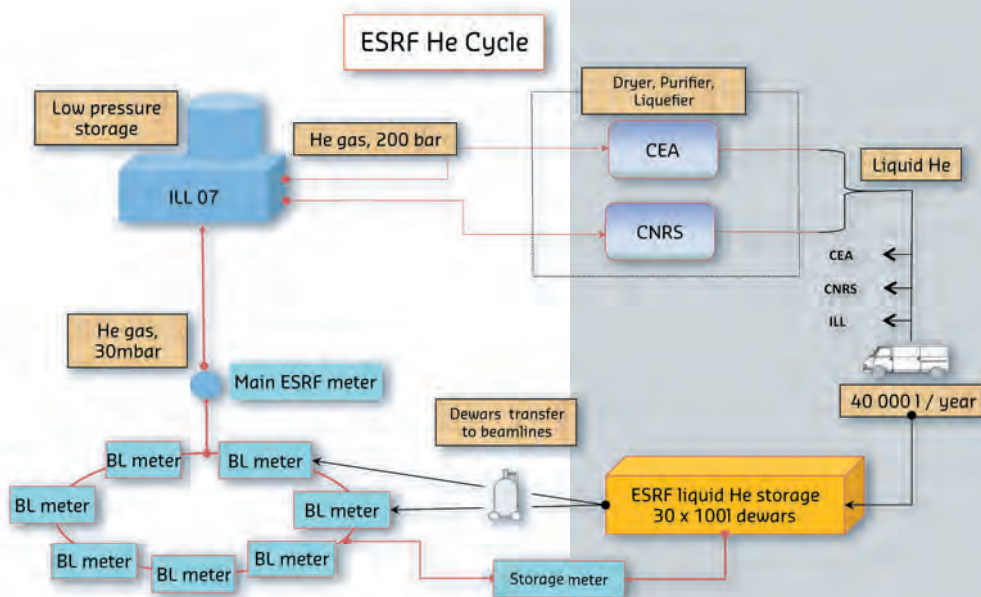 ESRF He Cycle
Low pressure
storage
ILL 07
He gas, 200 bar
Dryer, Purifier,
Liquefier
CEA
CNRS
Liquid He
CEA
CNRS
ILL
40 000 l / year
He gas,
30mbar
Main ESRF meter
Dewars transfer
to beamlines
ESRF liquid He storage
30 x 100l dewars
BL meter
BL meter
BL meter
BL meter
BL meter
BL meter
BL meter
Storage meter